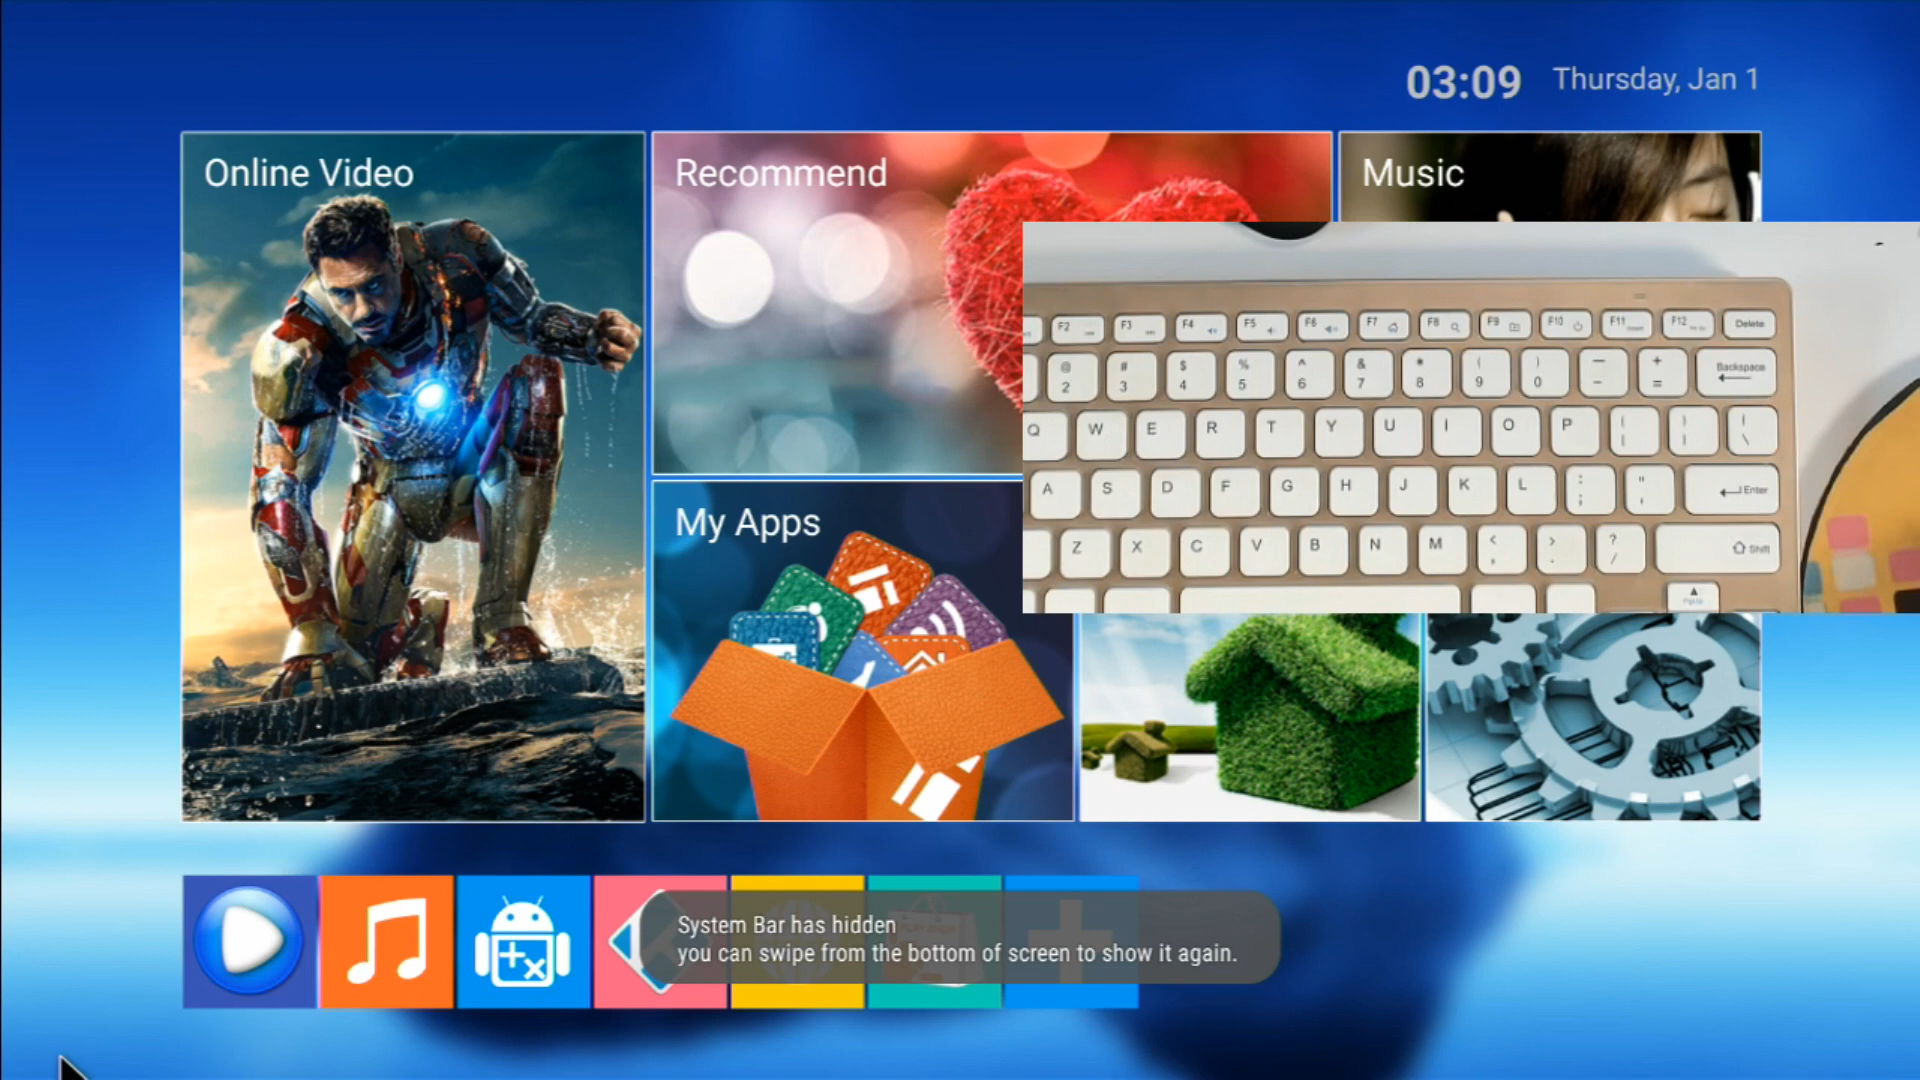 03:09 Thursday, Jan 1
Online Video
Recommend
Music
F2 F3 F4 F5 F6 F7 F8 F9 F10 F11 F12 Delete
@ # $ % ^ & * ( ) — +
2 3 4 5 6 7 8 9 0 - = Backspace
Q W E R T Y U I O P
A S D F G H J K L : ; " ' Enter
Z X C V B N M < , > . ? / Shift
My Apps
System Bar has hidden
you can swipe from the bottom of screen to show it again.